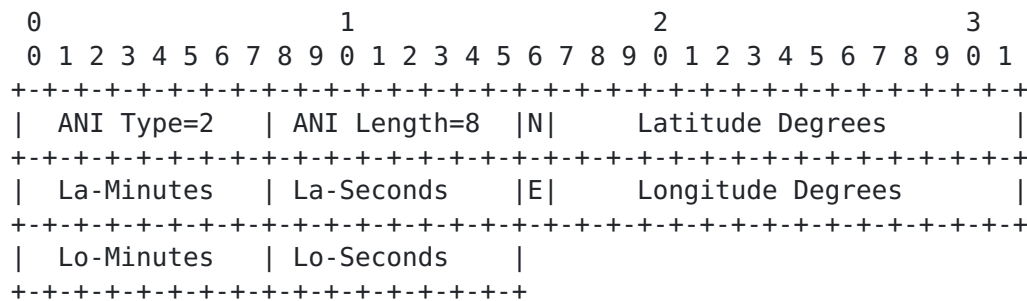 0                   1                   2                   3
 0 1 2 3 4 5 6 7 8 9 0 1 2 3 4 5 6 7 8 9 0 1 2 3 4 5 6 7 8 9 0 1
+-+-+-+-+-+-+-+-+-+-+-+-+-+-+-+-+-+-+-+-+-+-+-+-+-+-+-+-+-+-+-+-+
|  ANI Type=2   | ANI Length=8  |N|      Latitude Degrees       |
+-+-+-+-+-+-+-+-+-+-+-+-+-+-+-+-+-+-+-+-+-+-+-+-+-+-+-+-+-+-+-+-+
|  La-Minutes   | La-Seconds    |E|      Longitude Degrees      |
+-+-+-+-+-+-+-+-+-+-+-+-+-+-+-+-+-+-+-+-+-+-+-+-+-+-+-+-+-+-+-+-+
|  Lo-Minutes   | Lo-Seconds    |
+-+-+-+-+-+-+-+-+-+-+-+-+-+-+-+-+